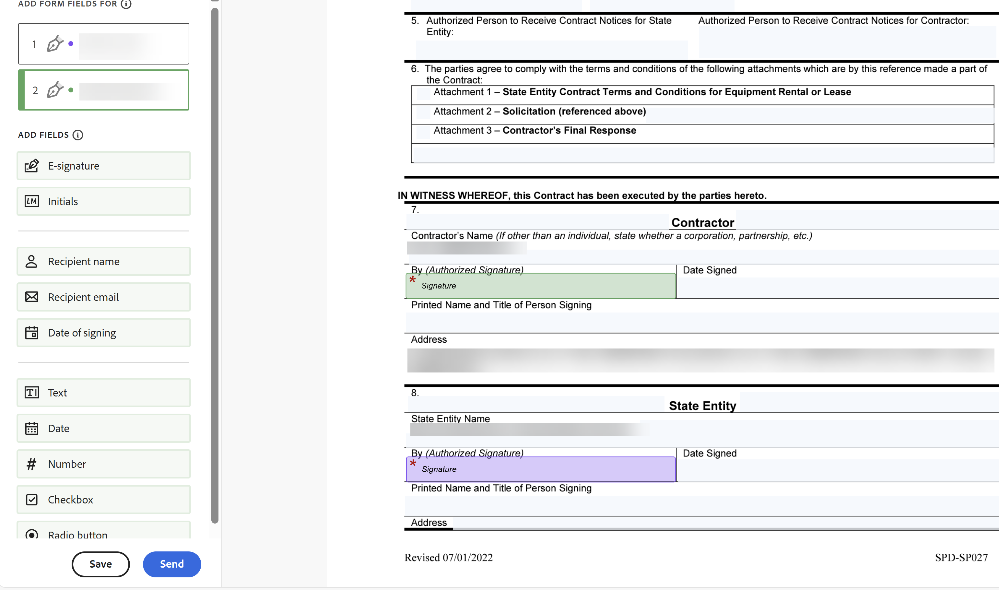 ADD FORM FIELDS FOR
1
2
ADD FIELDS
E-signature
LM Initials
Recipient name
Recipient email
Date of signing
T Text
Date
# Number
Checkbox
Radio button
Save Send
5. Authorized Person to Receive Contract Notices for State
Entity:
Authorized Person to Receive Contract Notices for Contractor:
6. The parties agree to comply with the terms and conditions of the following attachments which are by this reference made a part of
the Contract:
Attachment 1 – State Entity Contract Terms and Conditions for Equipment Rental or Lease
Attachment 2 – Solicitation (referenced above)
Attachment 3 – Contractor’s Final Response
IN WITNESS WHEREOF, this Contract has been executed by the parties hereto.
7.
Contractor
Contractor’s Name (If other than an individual, state whether a corporation, partnership, etc.)
By (Authorized Signature) Date Signed
* Signature
Printed Name and Title of Person Signing
Address
8.
State Entity
State Entity Name
By (Authorized Signature) Date Signed
* Signature
Printed Name and Title of Person Signing
Address
Revised 07/01/2022 SPD-SP027